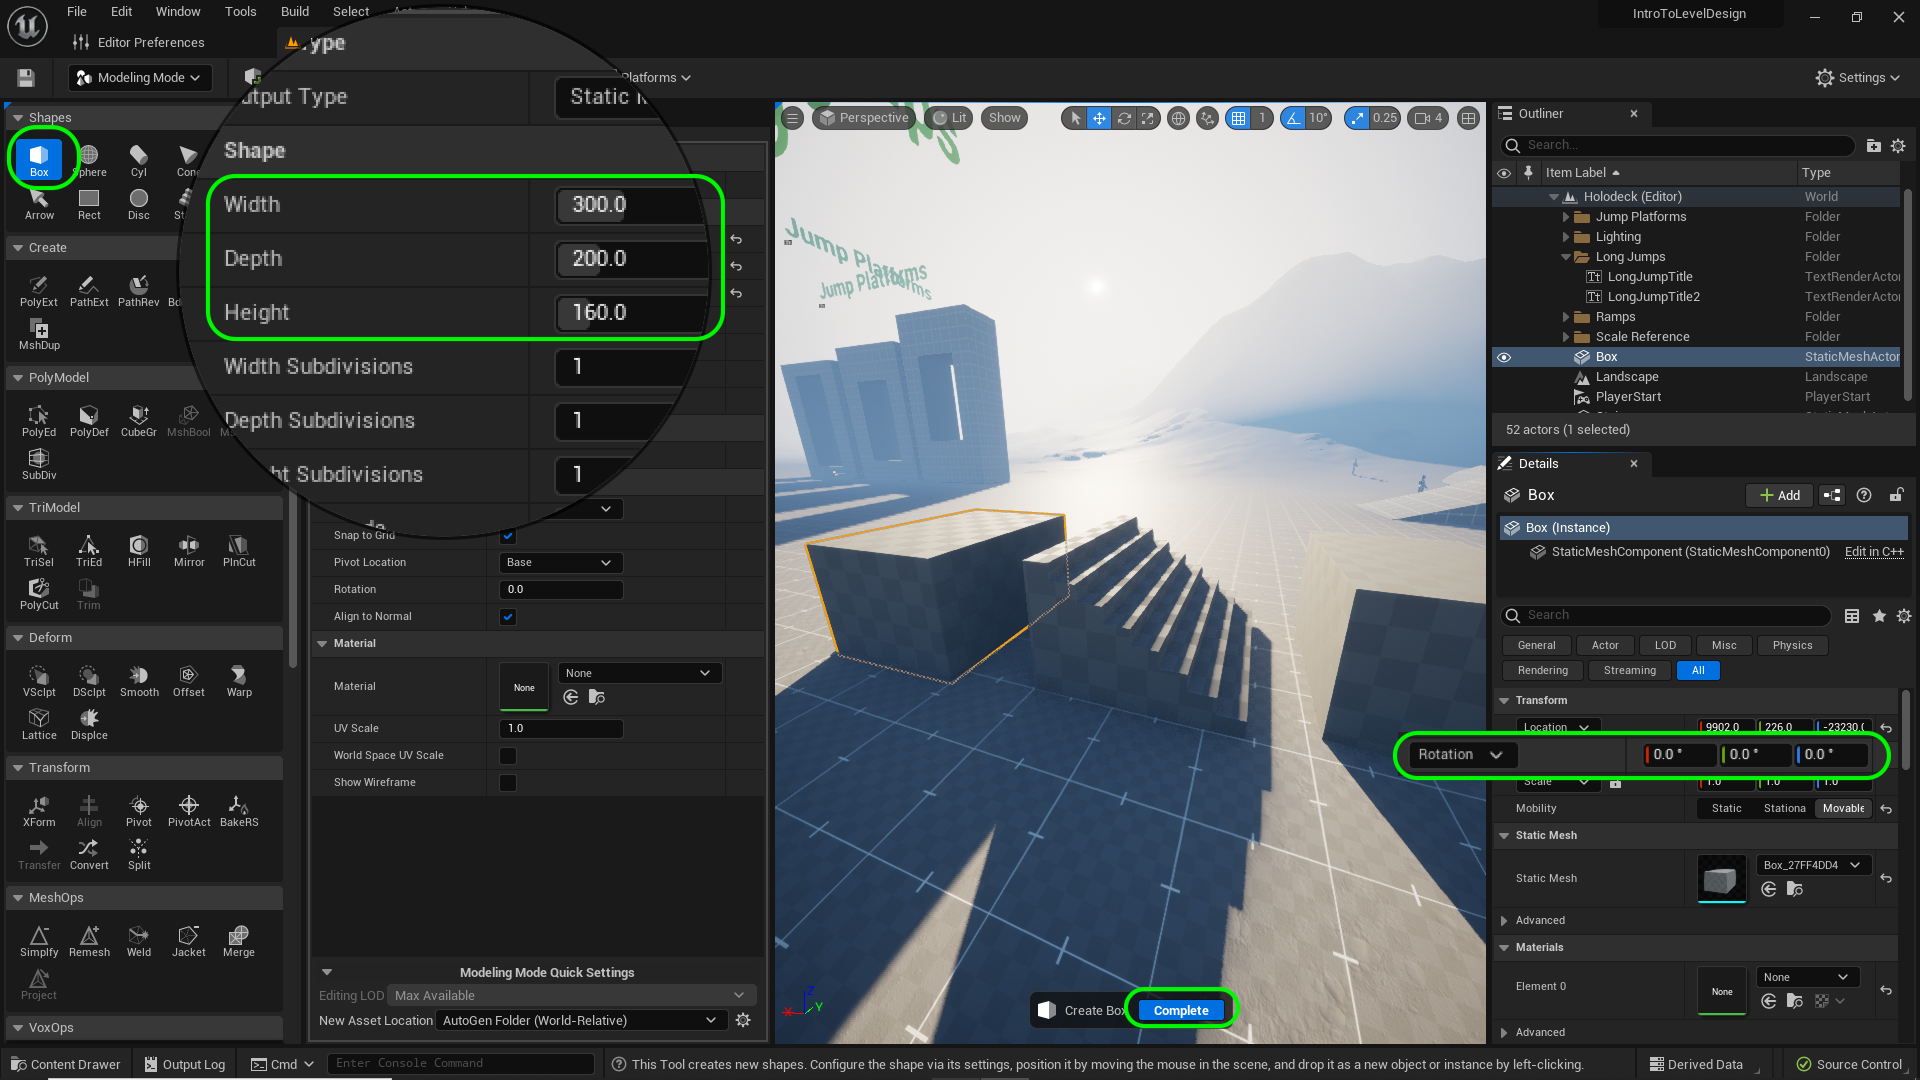 File Edit Window Tools Build Select
IntroToLevelDesign
Editor Preferences
Modeling Mode
Platforms
Settings
Type
utput Type
Static
Shape
Width 300.0
Depth 200.0
Height 160.0
Width Subdivisions 1
Depth Subdivisions 1
ht Subdivisions 1
Shapes
Box Sphere Cyl Cone
Arrow Rect Disc
Create
PolyExt PathExt PathRev
MshDup
PolyModel
PolyEd PolyDef CubeGr MshBool
SubDiv
TriModel
TriSel TriEd HFill Mirror PlnCut
PolyCut Trim
Deform
VSclpt DSclpt Smooth Offset Warp
Lattice Displce
Transform
XForm Align Pivot PivotAct BakeRS
Transfer Convert Split
MeshOps
Simplfy Remesh Weld Jacket Merge
Project
VoxOps
Snap to Grid
Pivot Location Base
Rotation 0.0
Align to Normal
Material
Material None None
UV Scale 1.0
World Space UV Scale
Show Wireframe
Modeling Mode Quick Settings
Editing LOD Max Available
New Asset Location AutoGen Folder (World-Relative)
Perspective Lit Show 1 10° 0.25 4
Jump Platforms
Jump Platforms
Z
X Y
Create Box Complete
Outliner
Search...
Item Label Type
Holodeck (Editor) World
Jump Platforms Folder
Lighting Folder
Long Jumps Folder
LongJumpTitle TextRenderActo
LongJumpTitle2 TextRenderActo
Ramps Folder
Scale Reference Folder
Box StaticMeshActor
Landscape Landscape
PlayerStart PlayerStart
52 actors (1 selected)
Details
Box Add
Box (Instance)
StaticMeshComponent (StaticMeshComponent0) Edit in C++
Search
General Actor LOD Misc Physics
Rendering Streaming All
Transform
Location 9902.0 226.0 -23230.0
Rotation 0.0 ° 0.0 ° 0.0 °
Scale 1.0 1.0 1.0
Mobility Static Stationa Movable
Static Mesh
Static Mesh Box_27FF4DD4
Advanced
Materials
Element 0 None None
Advanced
Content Drawer Output Log Cmd Enter Console Command
This Tool creates new shapes. Configure the shape via its settings, position it by moving the mouse in the scene, and drop it as a new object or instance by left-clicking.
Derived Data Source Control